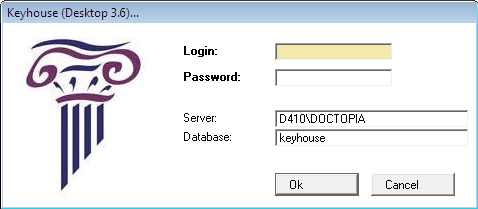 Keyhouse (Desktop 3.6)...
Login:
Password:
Server: D410\DOCTOPIA
Database: keyhouse
Ok Cancel